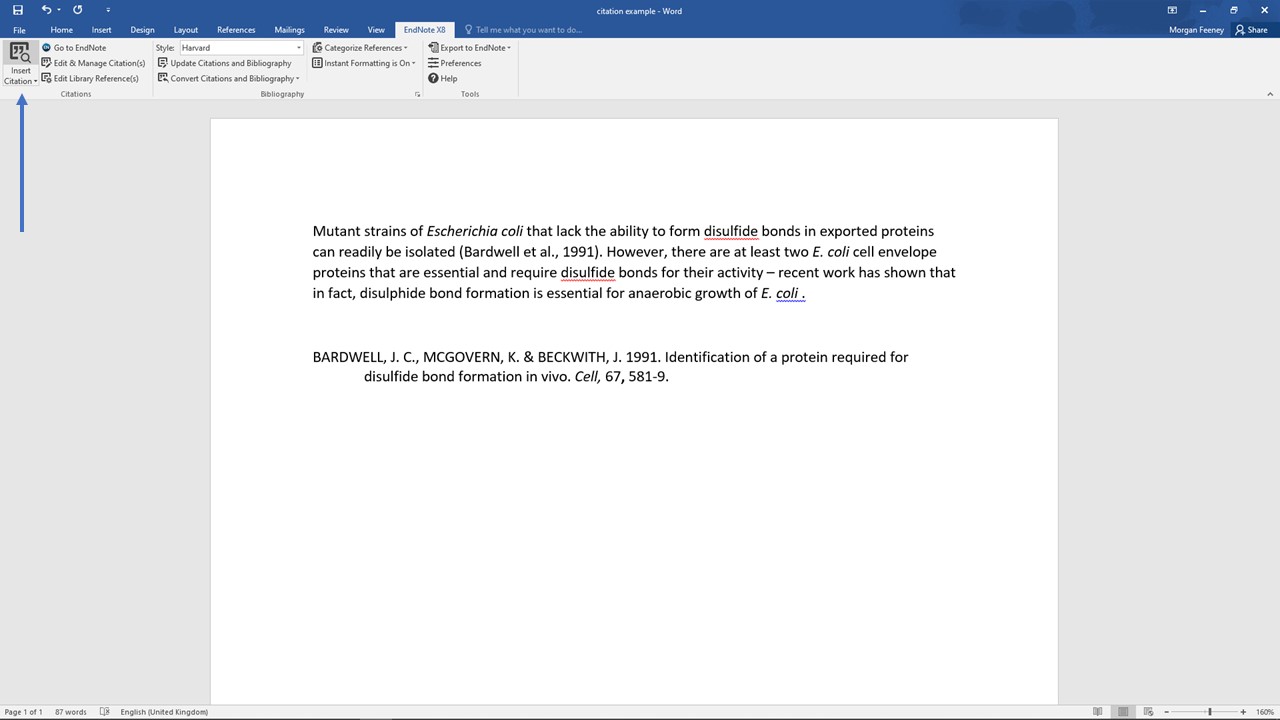 citation example - Word
File Home Insert Design Layout References Mailings Review View EndNote X8 Tell me what you want to do... Morgan Feeney Share
Insert Citation
Go to EndNote
Edit & Manage Citation(s)
Edit Library Reference(s)
Citations
Style: Harvard
Update Citations and Bibliography
Convert Citations and Bibliography
Categorize References
Instant Formatting is On
Bibliography
Export to EndNote
Preferences
Help
Tools
Mutant strains of Escherichia coli that lack the ability to form disulfide bonds in exported proteins
can readily be isolated (Bardwell et al., 1991). However, there are at least two E. coli cell envelope
proteins that are essential and require disulfide bonds for their activity – recent work has shown that
in fact, disulphide bond formation is essential for anaerobic growth of E. coli .
BARDWELL, J. C., MCGOVERN, K. & BECKWITH, J. 1991. Identification of a protein required for
disulfide bond formation in vivo. Cell, 67, 581-9.
Page 1 of 1 87 words English (United Kingdom) 160%